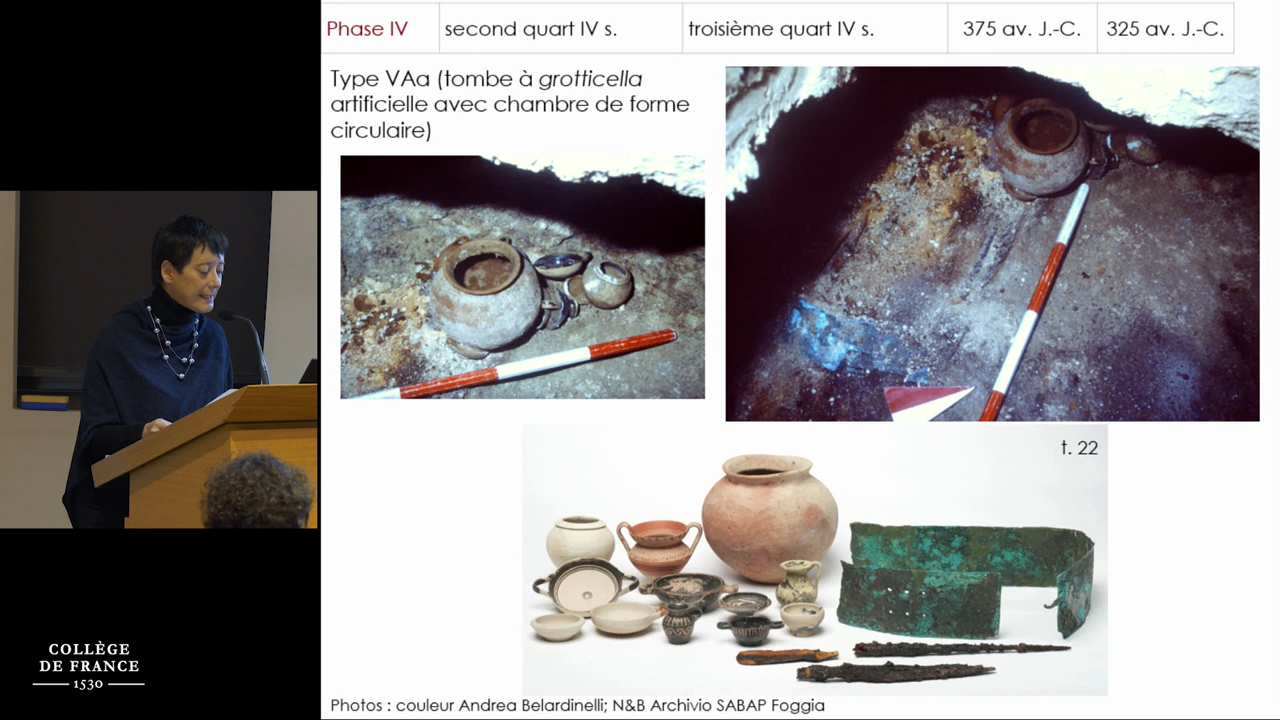 Phase IV
second quart IV s.
troisième quart IV s.
375 av. J.-C.
325 av. J.-C.
Type VAa (tombe à grotticella
artificielle avec chambre de forme
circulaire)
t. 22
Photos : couleur Andrea Belardinelli; N&B Archivio SABAP Foggia
COLLÈGE
DE FRANCE
1530